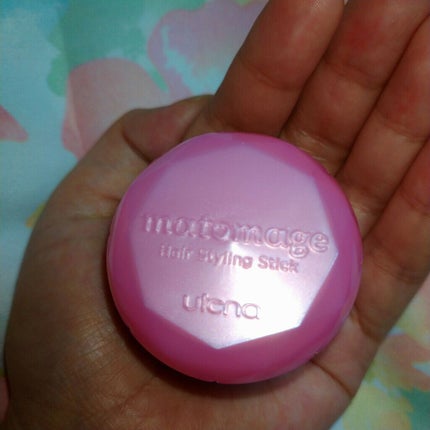 matomage
Hair Styling Stick
utena